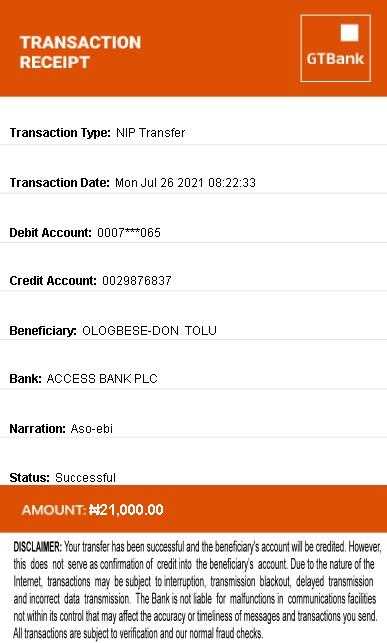 TRANSACTION
RECEIPT
GTBank
Transaction Type: NIP Transfer
Transaction Date: Mon Jul 26 2021 08:22:33
Debit Account: 0007***065
Credit Account: 0029876837
Beneficiary: OLOGBESE-DON TOLU
Bank: ACCESS BANK PLC
Narration: Aso-ebi
Status: Successful
AMOUNT: ₦21,000.00
DISCLAIMER: Your transfer has been successful and the beneficiary's account will be credited. However,
this does not serve as confirmation of credit into the beneficiary's account. Due to the nature of the
Internet, transactions may be subject to interruption, transmission blackout, delayed transmission
and incorrect data transmission. The Bank is not liable for malfunctions in communications facilities
not within its control that may affect the accuracy or timeliness of messages and transactions you send.
All transactions are subject to verification and our normal fraud checks.